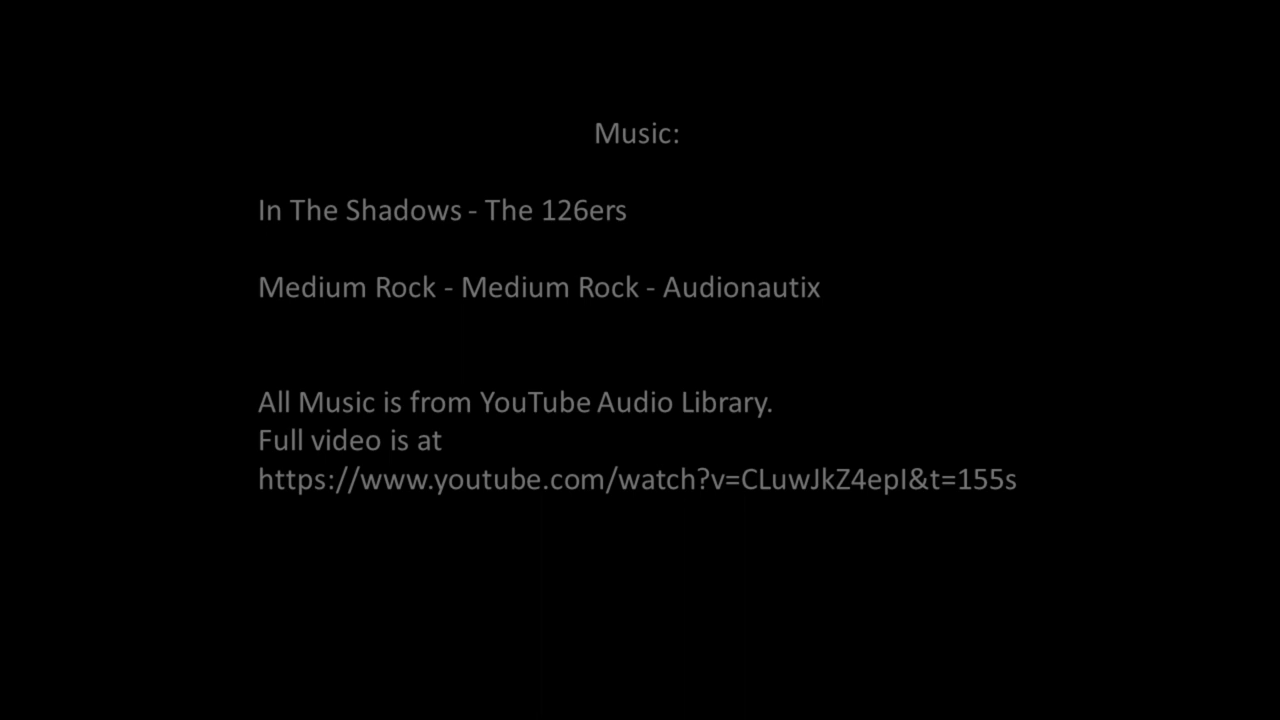 Music:
In The Shadows - The 126ers
Medium Rock - Medium Rock - Audionautix
All Music is from YouTube Audio Library.
Full video is at
https://www.youtube.com/watch?v=CLuwJkZ4epI&t=155s